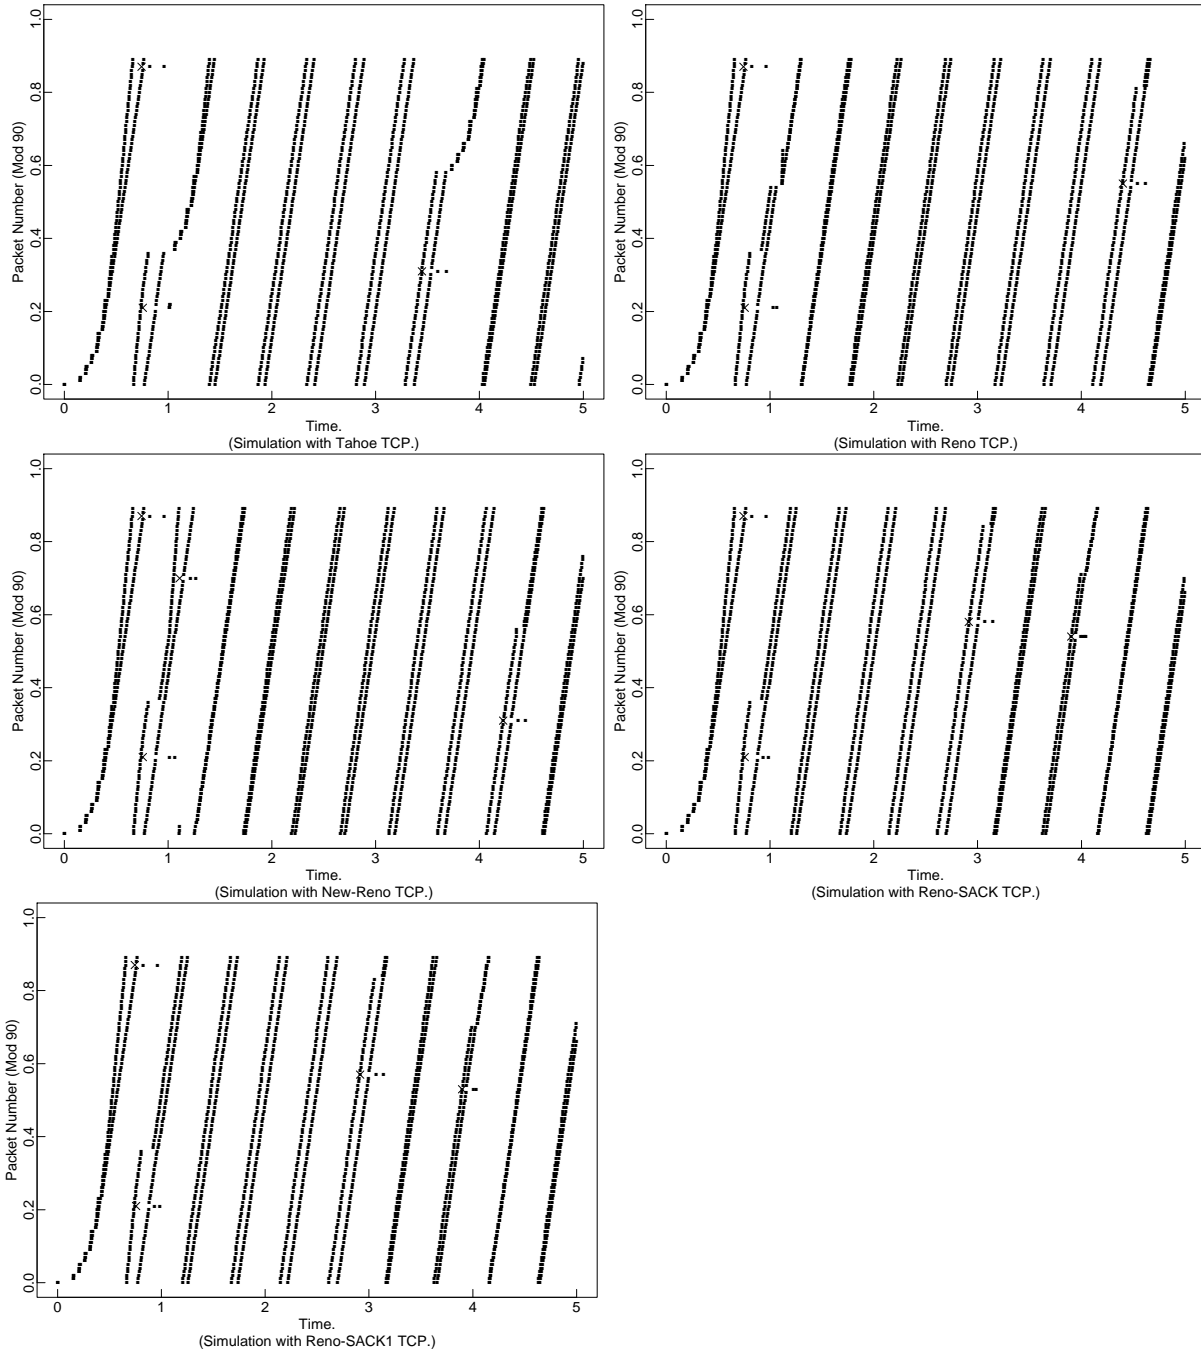 Packet Number (Mod 90)
0.0 0.2 0.4 0.6 0.8 1.0
0 1 2 3 4 5
Time.
(Simulation with Tahoe TCP.)
Packet Number (Mod 90)
0.0 0.2 0.4 0.6 0.8 1.0
0 1 2 3 4 5
Time.
(Simulation with Reno TCP.)
Packet Number (Mod 90)
0.0 0.2 0.4 0.6 0.8 1.0
0 1 2 3 4 5
Time.
(Simulation with New-Reno TCP.)
Packet Number (Mod 90)
0.0 0.2 0.4 0.6 0.8 1.0
0 1 2 3 4 5
Time.
(Simulation with Reno-SACK TCP.)
Packet Number (Mod 90)
0.0 0.2 0.4 0.6 0.8 1.0
0 1 2 3 4 5
Time.
(Simulation with Reno-SACK1 TCP.)